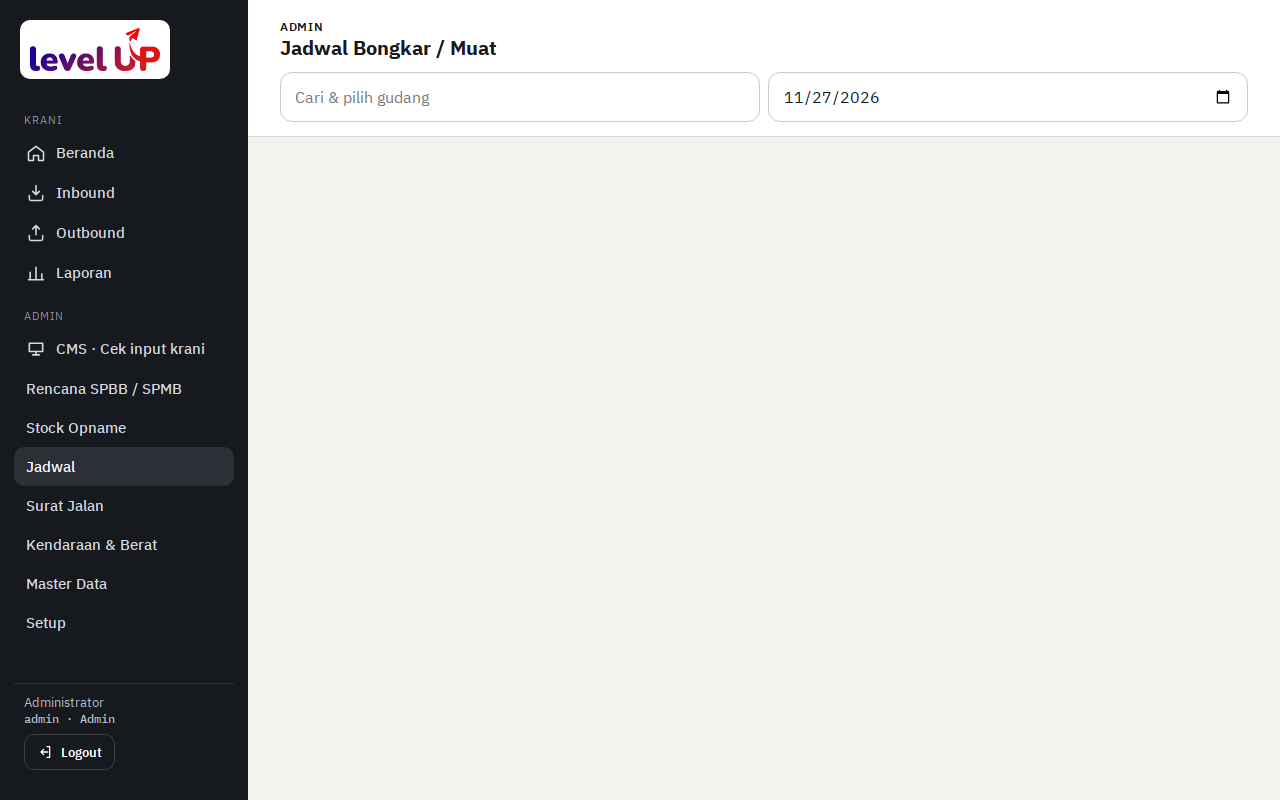 level UP
KRANI
Beranda
Inbound
Outbound
Laporan
ADMIN
CMS · Cek input krani
Rencana SPBB / SPMB
Stock Opname
Jadwal
Surat Jalan
Kendaraan & Berat
Master Data
Setup
Administrator
admin · Admin
Logout
ADMIN
Jadwal Bongkar / Muat
Cari & pilih gudang
11/27/2026